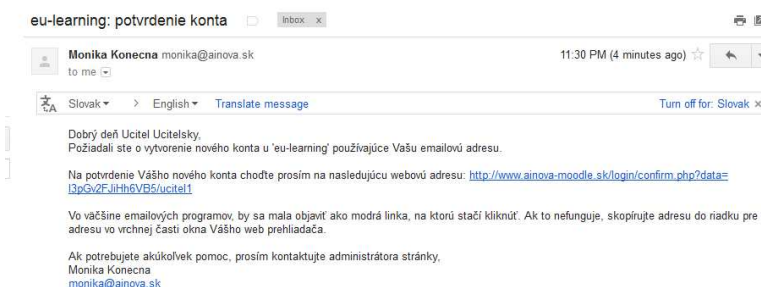 eu-learning: potvrdenie konta Inbox x
Monika Konecna monika@ainova.sk 11:30 PM (4 minutes ago)
to me
Slovak > English Translate message Turn off for: Slovak x
Dobrý deň Ucitel Ucitelsky,
Požiadali ste o vytvorenie nového konta u 'eu-learning' používajúce Vašu emailovú adresu.
Na potvrdenie Vášho nového konta choďte prosím na nasledujúcu webovú adresu: http://www.ainova-moodle.sk/login/confirm.php?data=
l3pGv2FJiHh6VB5/ucitel1
Vo väčšine emailových programov, by sa mala objaviť ako modrá linka, na ktorú stačí kliknúť. Ak to nefunguje, skopírujte adresu do riadku pre
adresu vo vrchnej časti okna Vášho web prehliadača.
Ak potrebujete akúkoľvek pomoc, prosím kontaktujte administrátora stránky,
Monika Konecna
monika@ainova.sk